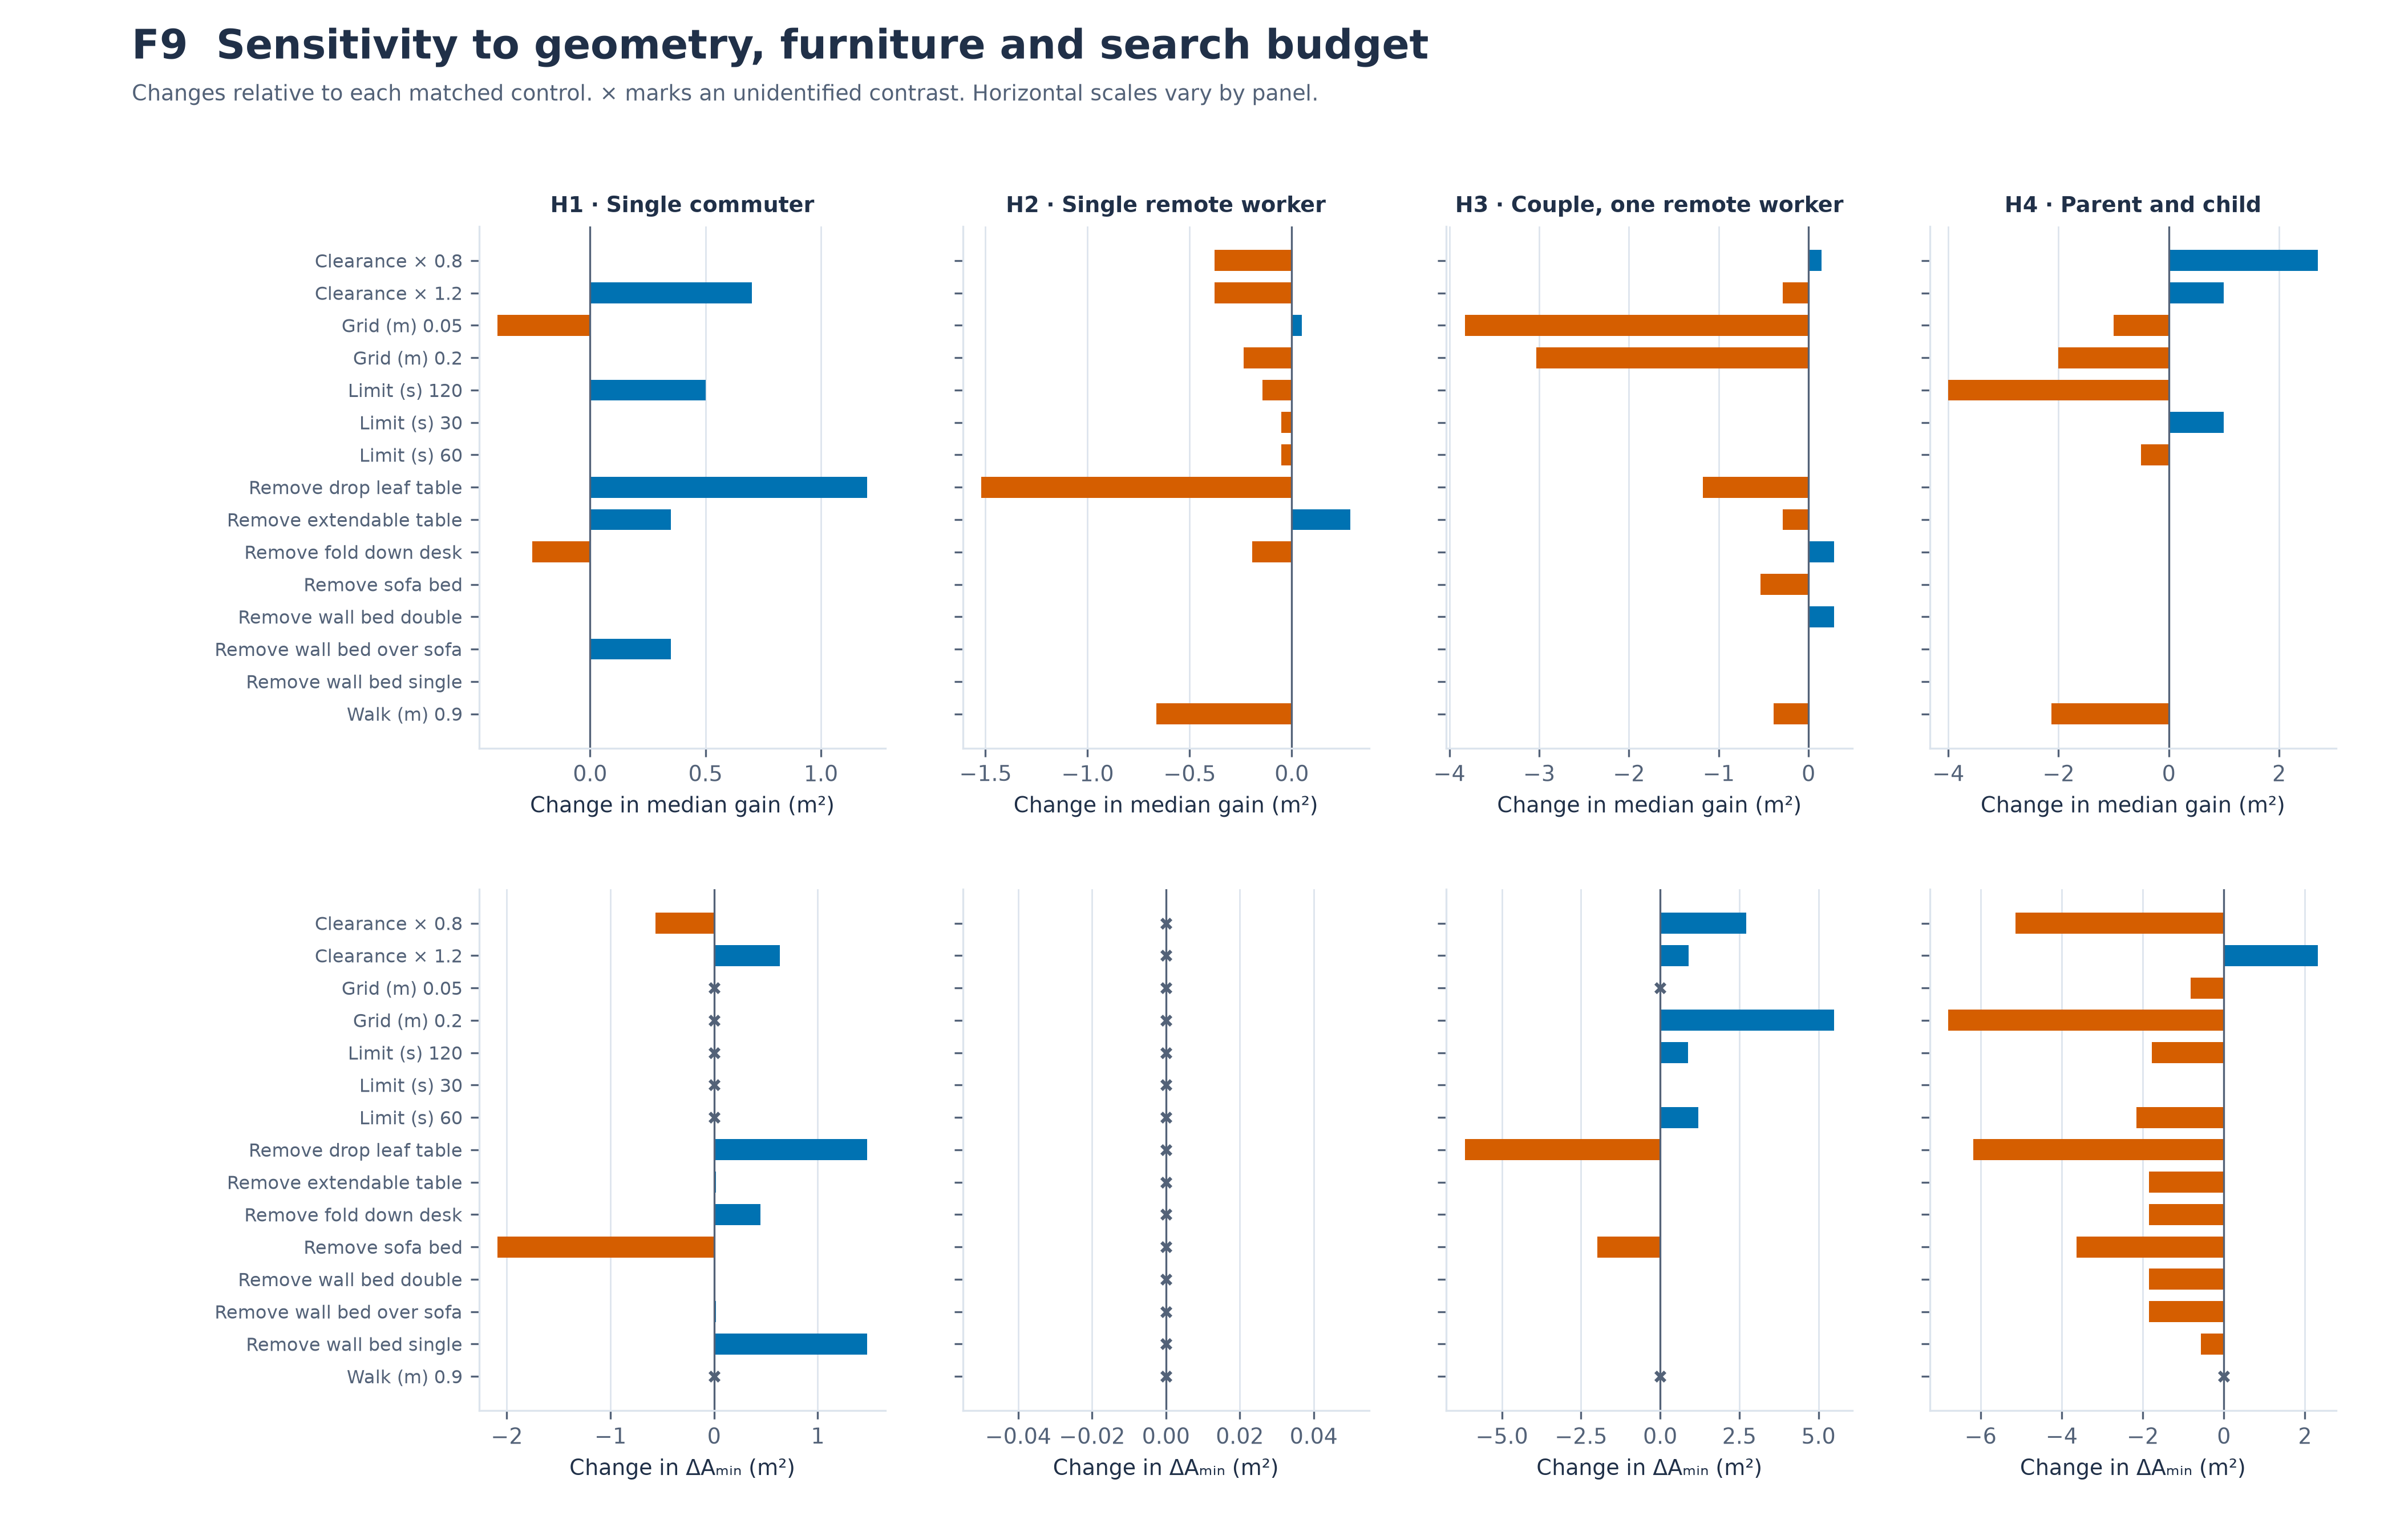 F9  Sensitivity to geometry, furniture and search budget
Changes relative to each matched control. × marks an unidentified contrast. Horizontal scales vary by panel.
H1 · Single commuter
H2 · Single remote worker
H3 · Couple, one remote worker
H4 · Parent and child
Clearance × 0.8
Clearance × 1.2
Grid (m) 0.05
Grid (m) 0.2
Limit (s) 120
Limit (s) 30
Limit (s) 60
Remove drop leaf table
Remove extendable table
Remove fold down desk
Remove sofa bed
Remove wall bed double
Remove wall bed over sofa
Remove wall bed single
Walk (m) 0.9
0.0 0.5 1.0
−1.5 −1.0 −0.5 0.0
−4 −3 −2 −1 0
−4 −2 0 2
Change in median gain (m²)
Change in median gain (m²)
Change in median gain (m²)
Change in median gain (m²)
Clearance × 0.8
Clearance × 1.2
Grid (m) 0.05
Grid (m) 0.2
Limit (s) 120
Limit (s) 30
Limit (s) 60
Remove drop leaf table
Remove extendable table
Remove fold down desk
Remove sofa bed
Remove wall bed double
Remove wall bed over sofa
Remove wall bed single
Walk (m) 0.9
−2 −1 0 1
−0.04 −0.02 0.00 0.02 0.04
−5.0 −2.5 0.0 2.5 5.0
−6 −4 −2 0 2
Change in ΔAₘᵢₙ (m²)
Change in ΔAₘᵢₙ (m²)
Change in ΔAₘᵢₙ (m²)
Change in ΔAₘᵢₙ (m²)